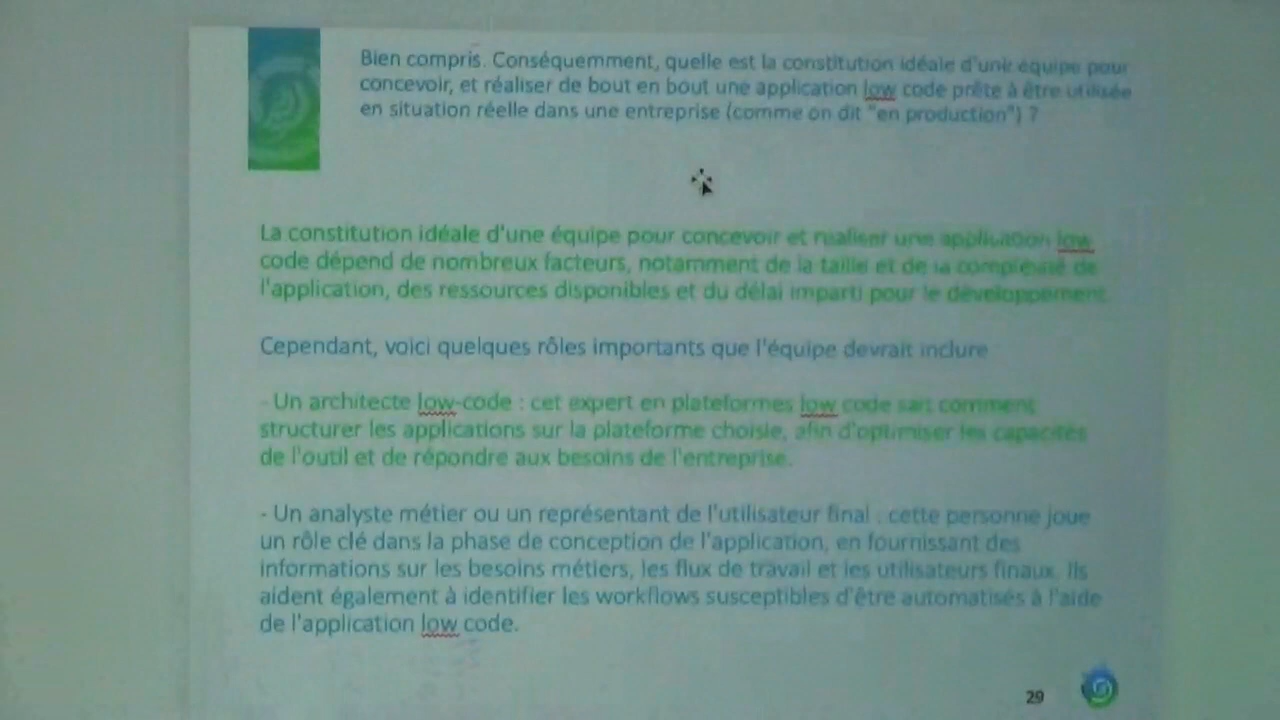 Bien compris. Conséquemment, quelle est la constitution idéale d'une équipe pour
concevoir, et réaliser de bout en bout une application low code prête à être utilisée
en situation réelle dans une entreprise (comme on dit "en production") ?
La constitution idéale d'une équipe pour concevoir et réaliser une application low
code dépend de nombreux facteurs, notamment de la taille et de la complexité de
l'application, des ressources disponibles et du délai imparti pour le développement.
Cependant, voici quelques rôles importants que l'équipe devrait inclure
- Un architecte low-code : cet expert en plateformes low code sait comment
structurer les applications sur la plateforme choisie, afin d'optimiser les capacités
de l'outil et de répondre aux besoins de l'entreprise.
- Un analyste métier ou un représentant de l'utilisateur final : cette personne joue
un rôle clé dans la phase de conception de l'application, en fournissant des
informations sur les besoins métiers, les flux de travail et les utilisateurs finaux. Ils
aident également à identifier les workflows susceptibles d'être automatisés à l'aide
de l'application low code.
29